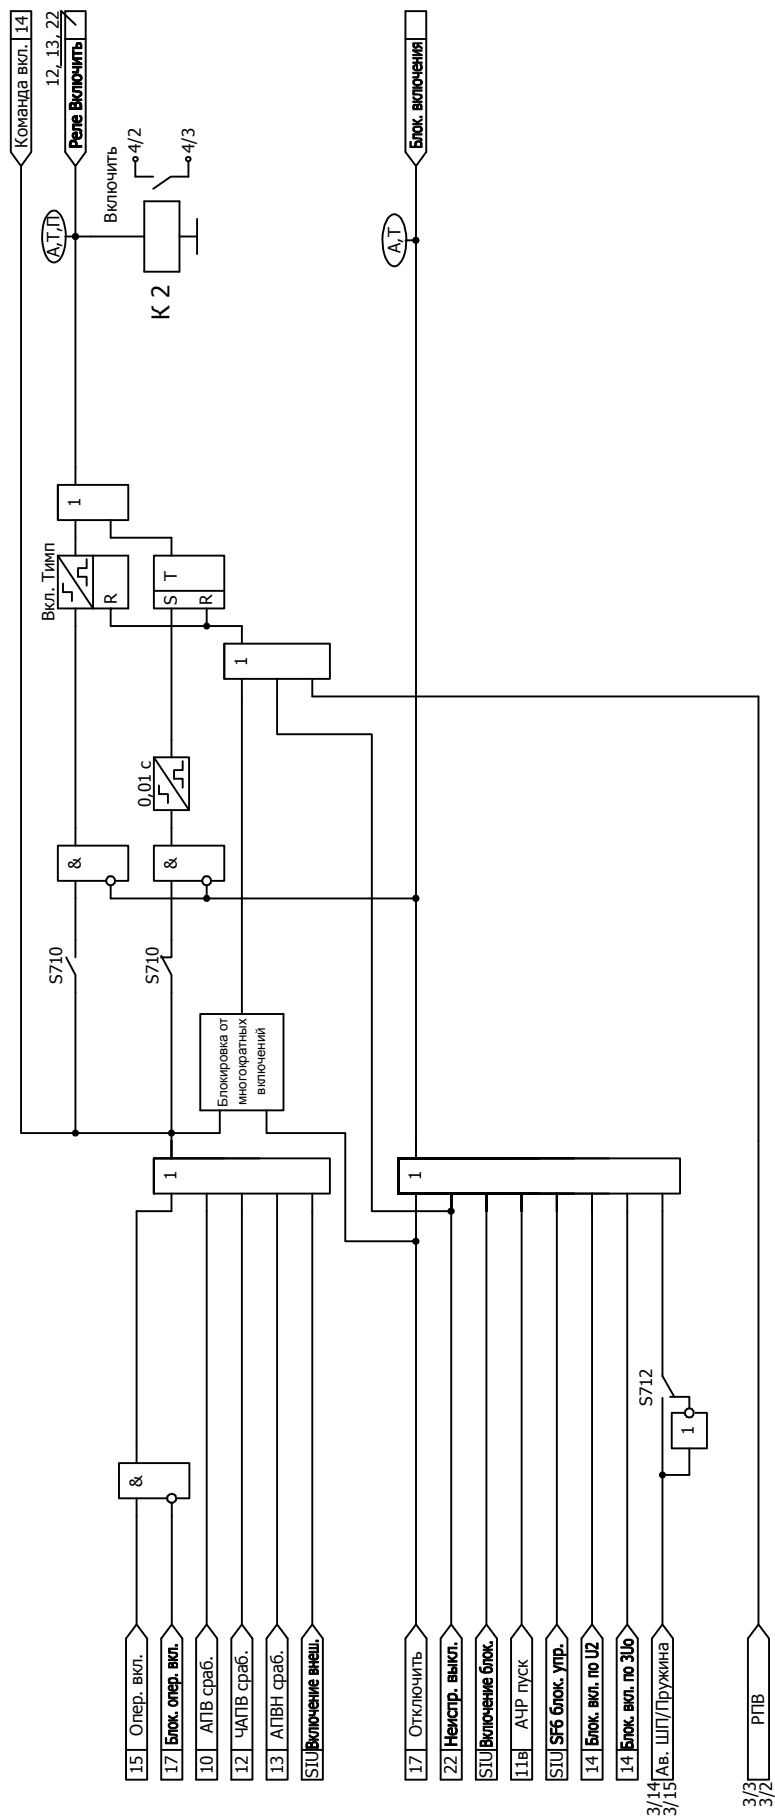 Команда вкл. 14
12, 13, 22
Реле Включить
А,Т,П
Включить
4/2
4/3
К 2
Блок. включения
А,Т
1
Вкл. Тимп
R
S T
R
1
0,01 с
&
&
S710
S710
Блокировка от
многократных
включений
1
1
S712
1
&
15 Опер. вкл.
17 Блок. опер. вкл.
10 АПВ сраб.
12 ЧАПВ сраб.
13 АПВН сраб.
SIU Включение внеш.
17 Отключить
22 Неиспр. выкл.
SIU Включение блок.
11в АЧР пуск
SIU SF6 блок. упр.
14 Блок. вкл. по U2
14 Блок. вкл. по 3Uo
3/14
3/15
Ав. ШП/Пружина
3/3
3/2
РПВ